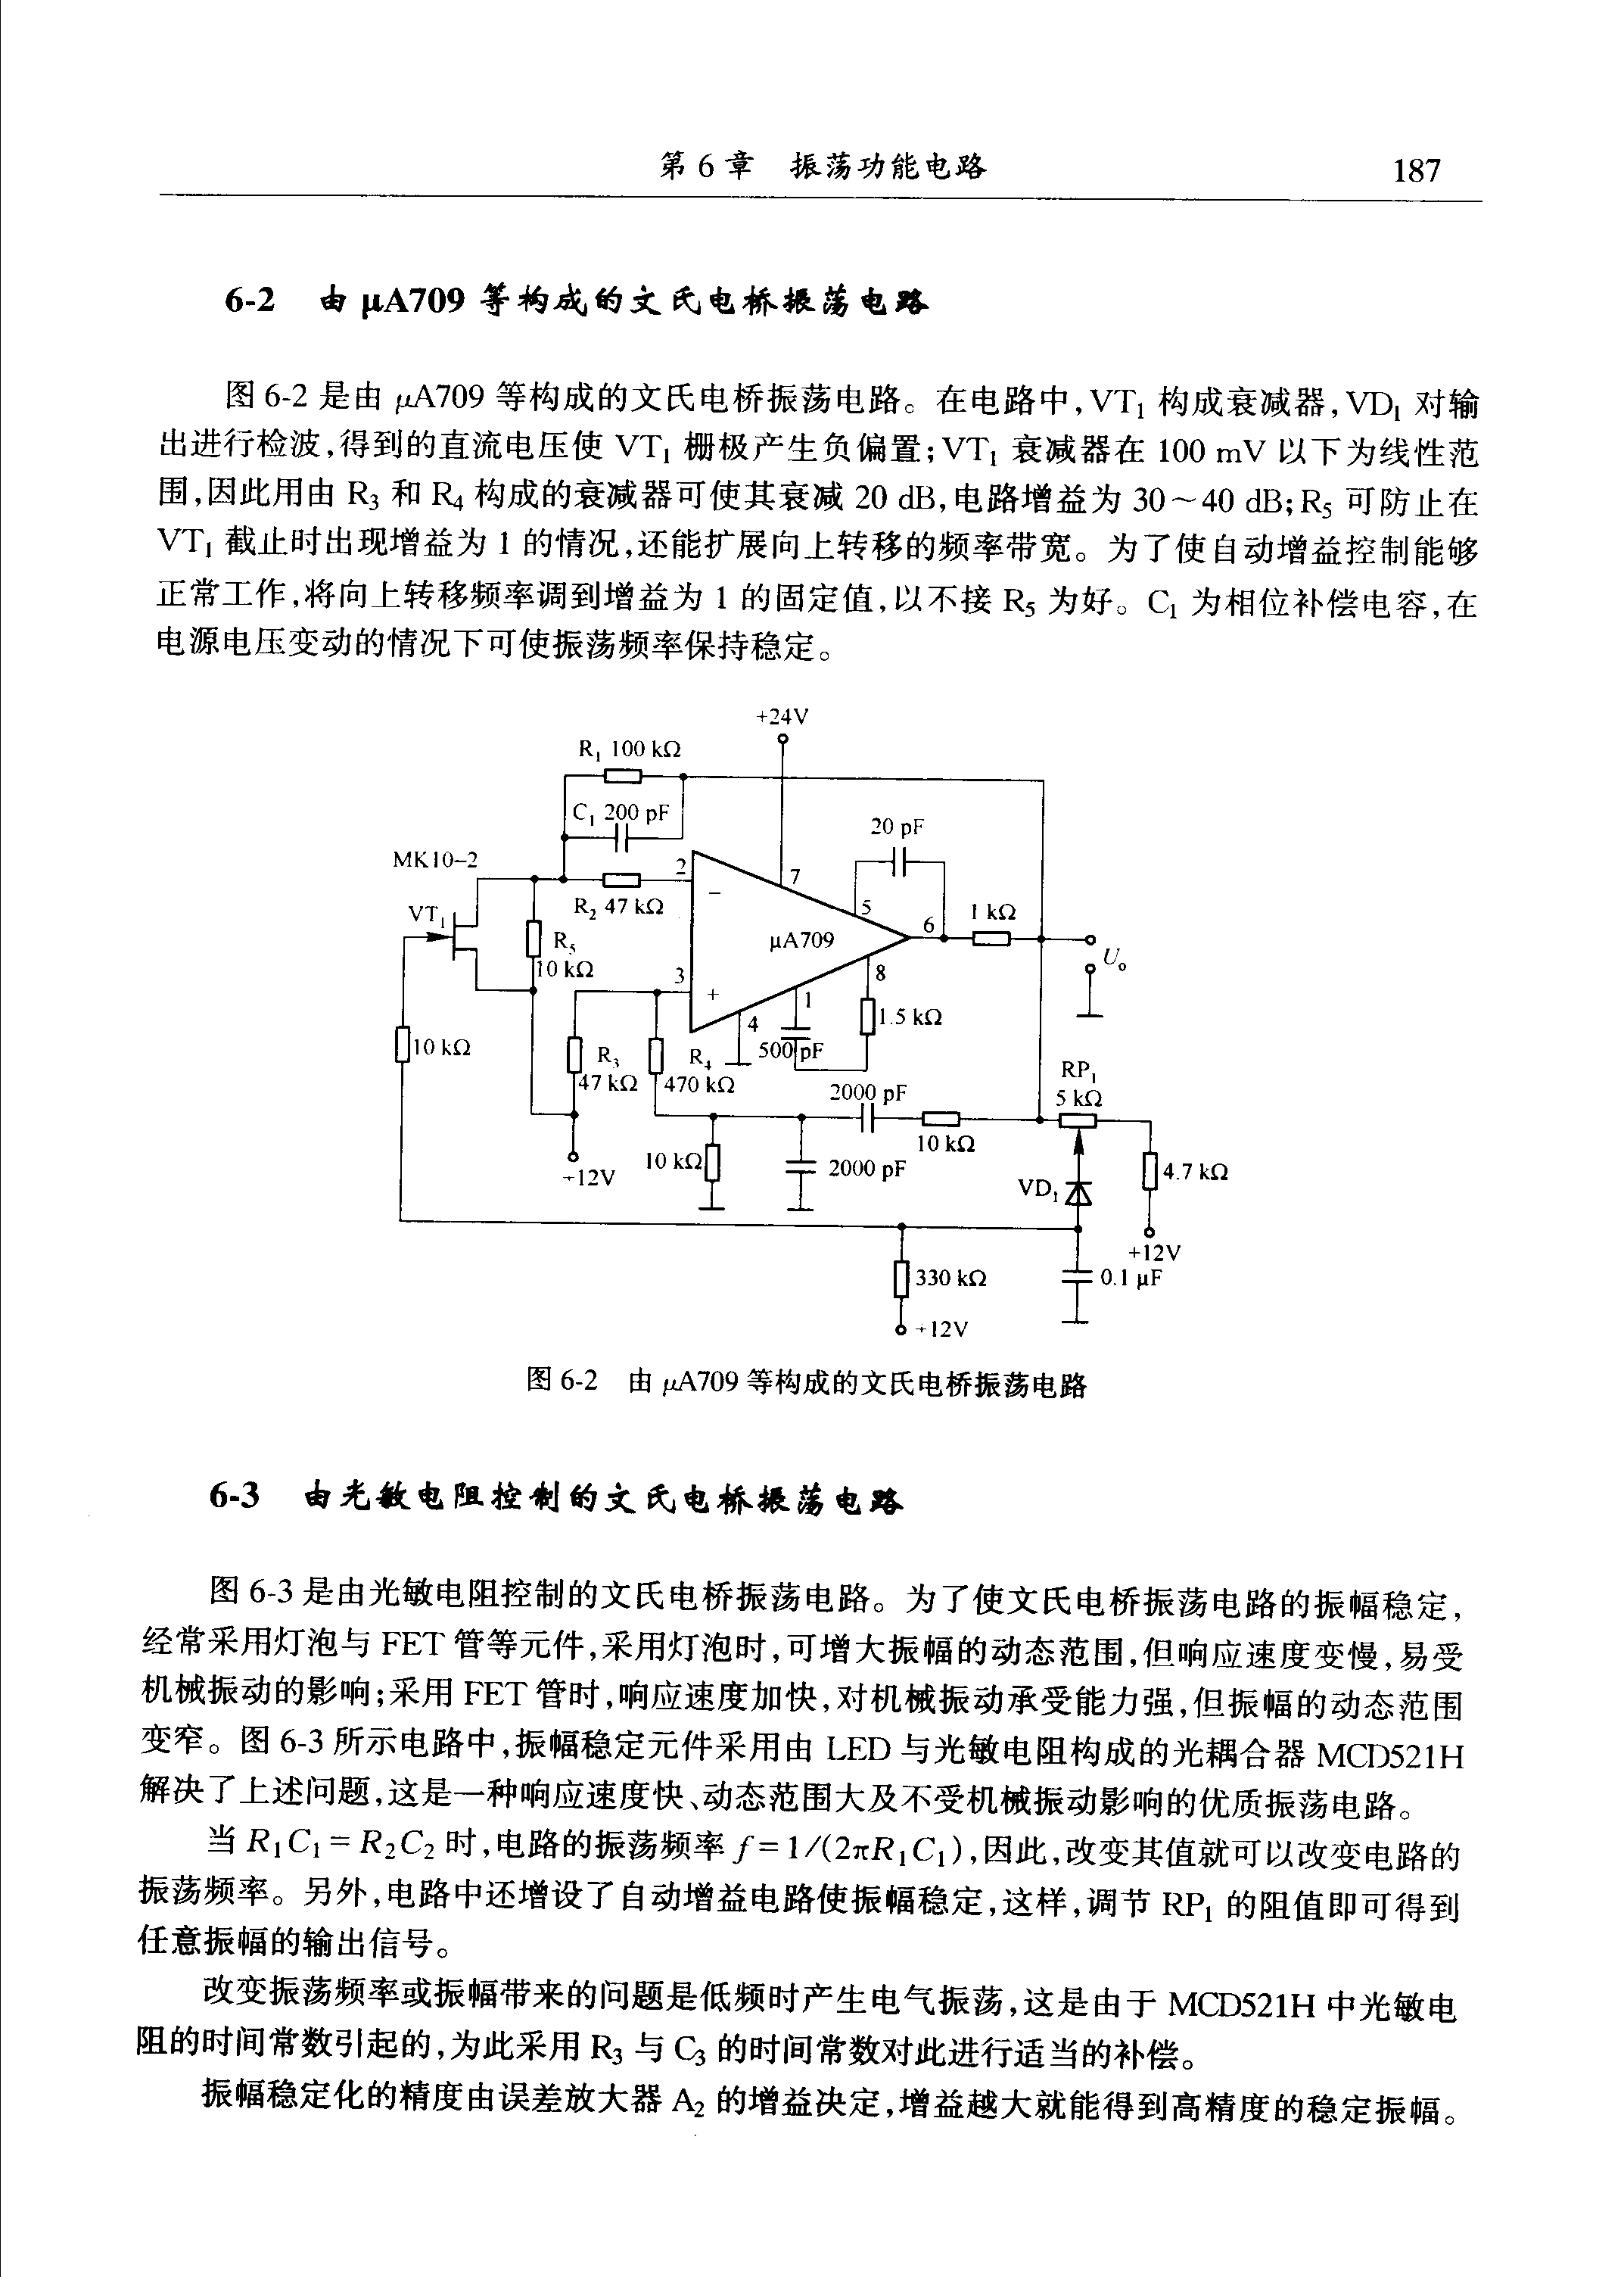 第6章 振荡功能电路 187
6-2 由 μA709 等构成的文氏电桥振荡电路
图 6-2 是由 μA709 等构成的文氏电桥振荡电路。在电路中,VT₁ 构成衰减器,VD₁ 对输
出进行检波,得到的直流电压使 VT₁ 栅极产生负偏置;VT₁ 衰减器在 100 mV 以下为线性范
围,因此用由 R₃ 和 R₄ 构成的衰减器可使其衰减 20 dB,电路增益为 30~40 dB;R₅ 可防止在
VT₁ 截止时出现增益为 1 的情况,还能扩展向上转移的频率带宽。为了使自动增益控制能够
正常工作,将向上转移频率调到增益为 1 的固定值,以不接 R₅ 为好。C₁ 为相位补偿电容,在
电源电压变动的情况下可使振荡频率保持稳定。
+24V
R₁ 100 kΩ
C₁ 200 pF
20 pF
MK10-2
2
7
VT₁
R₂ 47 kΩ
−
5
6
1 kΩ
R₅
10 kΩ
μA709
Uₒ
3
+
8
1
4
1.5 kΩ
10 kΩ
R₃
47 kΩ
R₄
470 kΩ
500 pF
RP₁
5 kΩ
2000 pF
10 kΩ
+12V
10 kΩ
2000 pF
VD₁
4.7 kΩ
+12V
330 kΩ
0.1 μF
+12V
图 6-2 由 μA709 等构成的文氏电桥振荡电路
6-3 由光敏电阻控制的文氏电桥振荡电路
图 6-3 是由光敏电阻控制的文氏电桥振荡电路。为了使文氏电桥振荡电路的振幅稳定,
经常采用灯泡与 FET 管等元件,采用灯泡时,可增大振幅的动态范围,但响应速度变慢,易受
机械振动的影响;采用 FET 管时,响应速度加快,对机械振动承受能力强,但振幅的动态范围
变窄。图 6-3 所示电路中,振幅稳定元件采用由 LED 与光敏电阻构成的光耦合器 MCD521H
解决了上述问题,这是一种响应速度快、动态范围大及不受机械振动影响的优质振荡电路。
当 R₁C₁ = R₂C₂ 时,电路的振荡频率 f = 1/(2πR₁C₁),因此,改变其值就可以改变电路的
振荡频率。另外,电路中还增设了自动增益电路使振幅稳定,这样,调节 RP₁ 的阻值即可得到
任意振幅的输出信号。
改变振荡频率或振幅带来的问题是低频时产生电气振荡,这是由于 MCD521H 中光敏电
阻的时间常数引起的,为此采用 R₃ 与 C₃ 的时间常数对此进行适当的补偿。
振幅稳定化的精度由误差放大器 A₂ 的增益决定,增益越大就能得到高精度的稳定振幅。